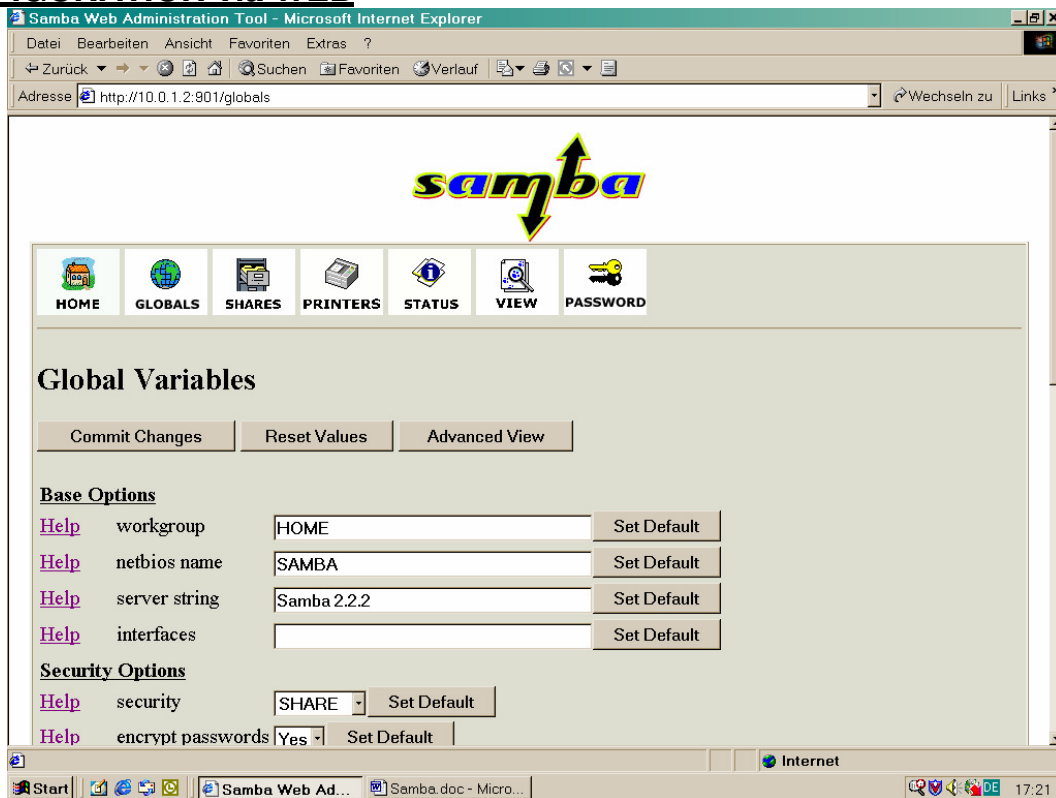 Samba Web Administration Tool - Microsoft Internet Explorer
Datei Bearbeiten Ansicht Favoriten Extras ?
Zurück Suchen Favoriten Verlauf
Adresse http://10.0.1.2:901/globals Wechseln zu Links
samba
HOME GLOBALS SHARES PRINTERS STATUS VIEW PASSWORD
Global Variables
Commit Changes Reset Values Advanced View
Base Options
Help workgroup HOME Set Default
Help netbios name SAMBA Set Default
Help server string Samba 2.2.2 Set Default
Help interfaces Set Default
Security Options
Help security SHARE Set Default
Help encrypt passwords Yes Set Default
Internet
Start Samba Web Ad... Samba.doc - Micro... DE 17:21